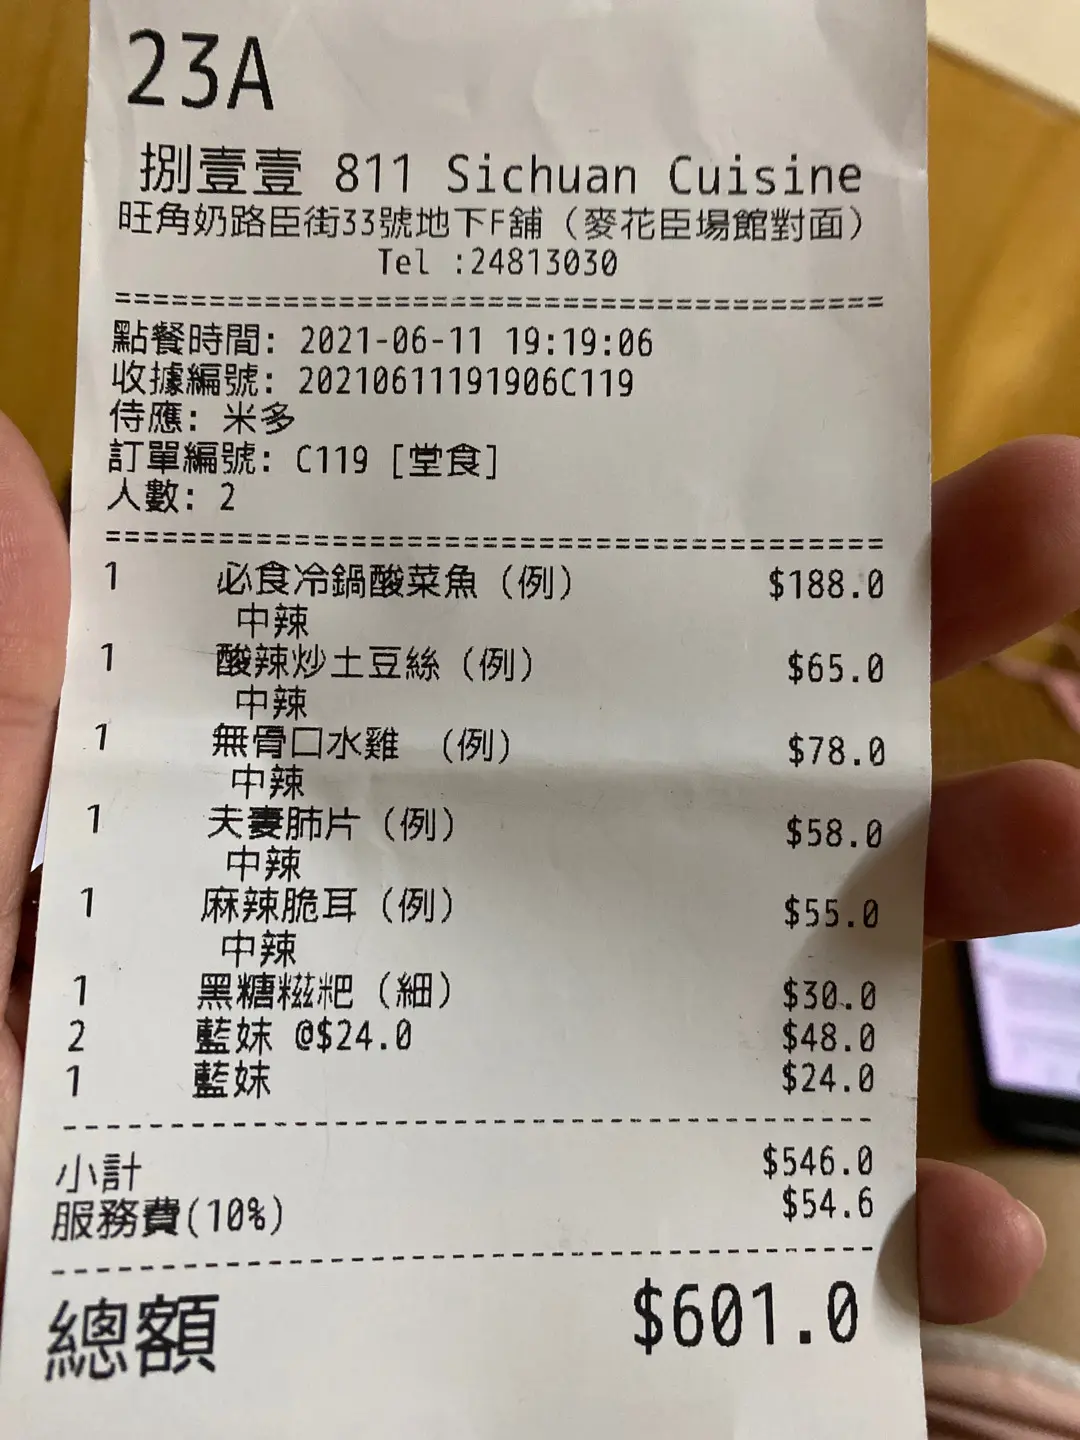 23A
捌壹壹 811 Sichuan Cuisine
旺角奶路臣街33號地下F舖（麥花臣場館對面）
Tel :24813030
========================================
點餐時間: 2021-06-11 19:19:06
收據編號: 20210611191906C119
侍應: 米多
訂單編號: C119 [堂食]
人數: 2
========================================
1 必食冷鍋酸菜魚（例） $188.0
中辣
1 酸辣炒土豆絲（例） $65.0
中辣
1 無骨口水雞 （例） $78.0
中辣
1 夫妻肺片（例） $58.0
中辣
1 麻辣脆耳（例） $55.0
中辣
1 黑糖糍粑（細） $30.0
2 藍妹 @$24.0 $48.0
1 藍妹 $24.0
----------------------------------------
小計 $546.0
服務費(10%) $54.6
----------------------------------------
總額 $601.0